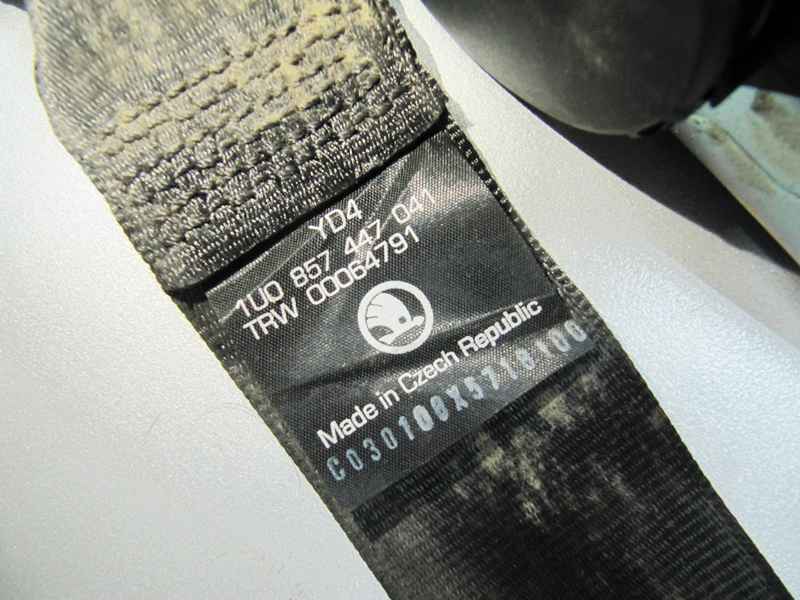 YD4
1U0 857 447 041
TRW 00064791
Made in Czech Republic
C030100X5718100